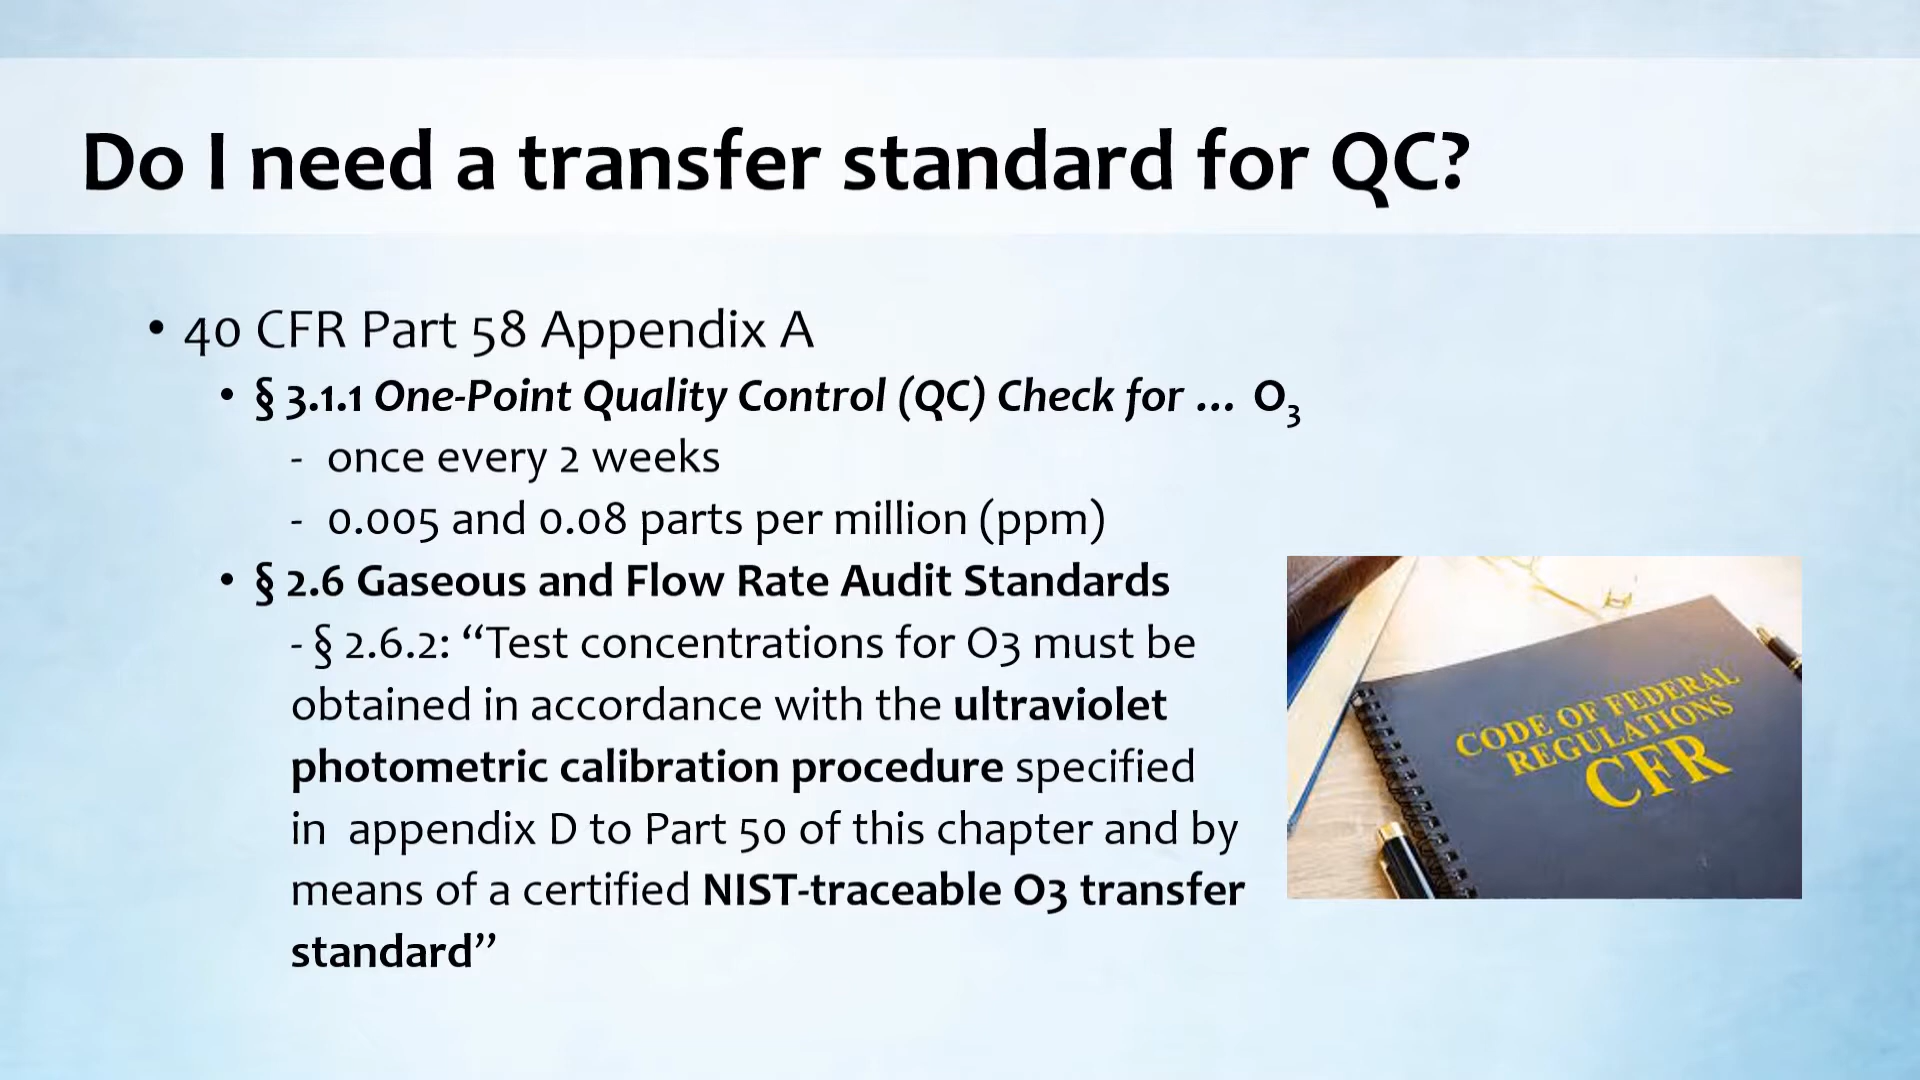 Do I need a transfer standard for QC?
• 40 CFR Part 58 Appendix A
• § 3.1.1 One-Point Quality Control (QC) Check for … O₃
- once every 2 weeks
- 0.005 and 0.08 parts per million (ppm)
• § 2.6 Gaseous and Flow Rate Audit Standards
- § 2.6.2: “Test concentrations for O3 must be
obtained in accordance with the ultraviolet
photometric calibration procedure specified
in appendix D to Part 50 of this chapter and by
means of a certified NIST-traceable O3 transfer
standard”
CODE OF FEDERAL
REGULATIONS
CFR